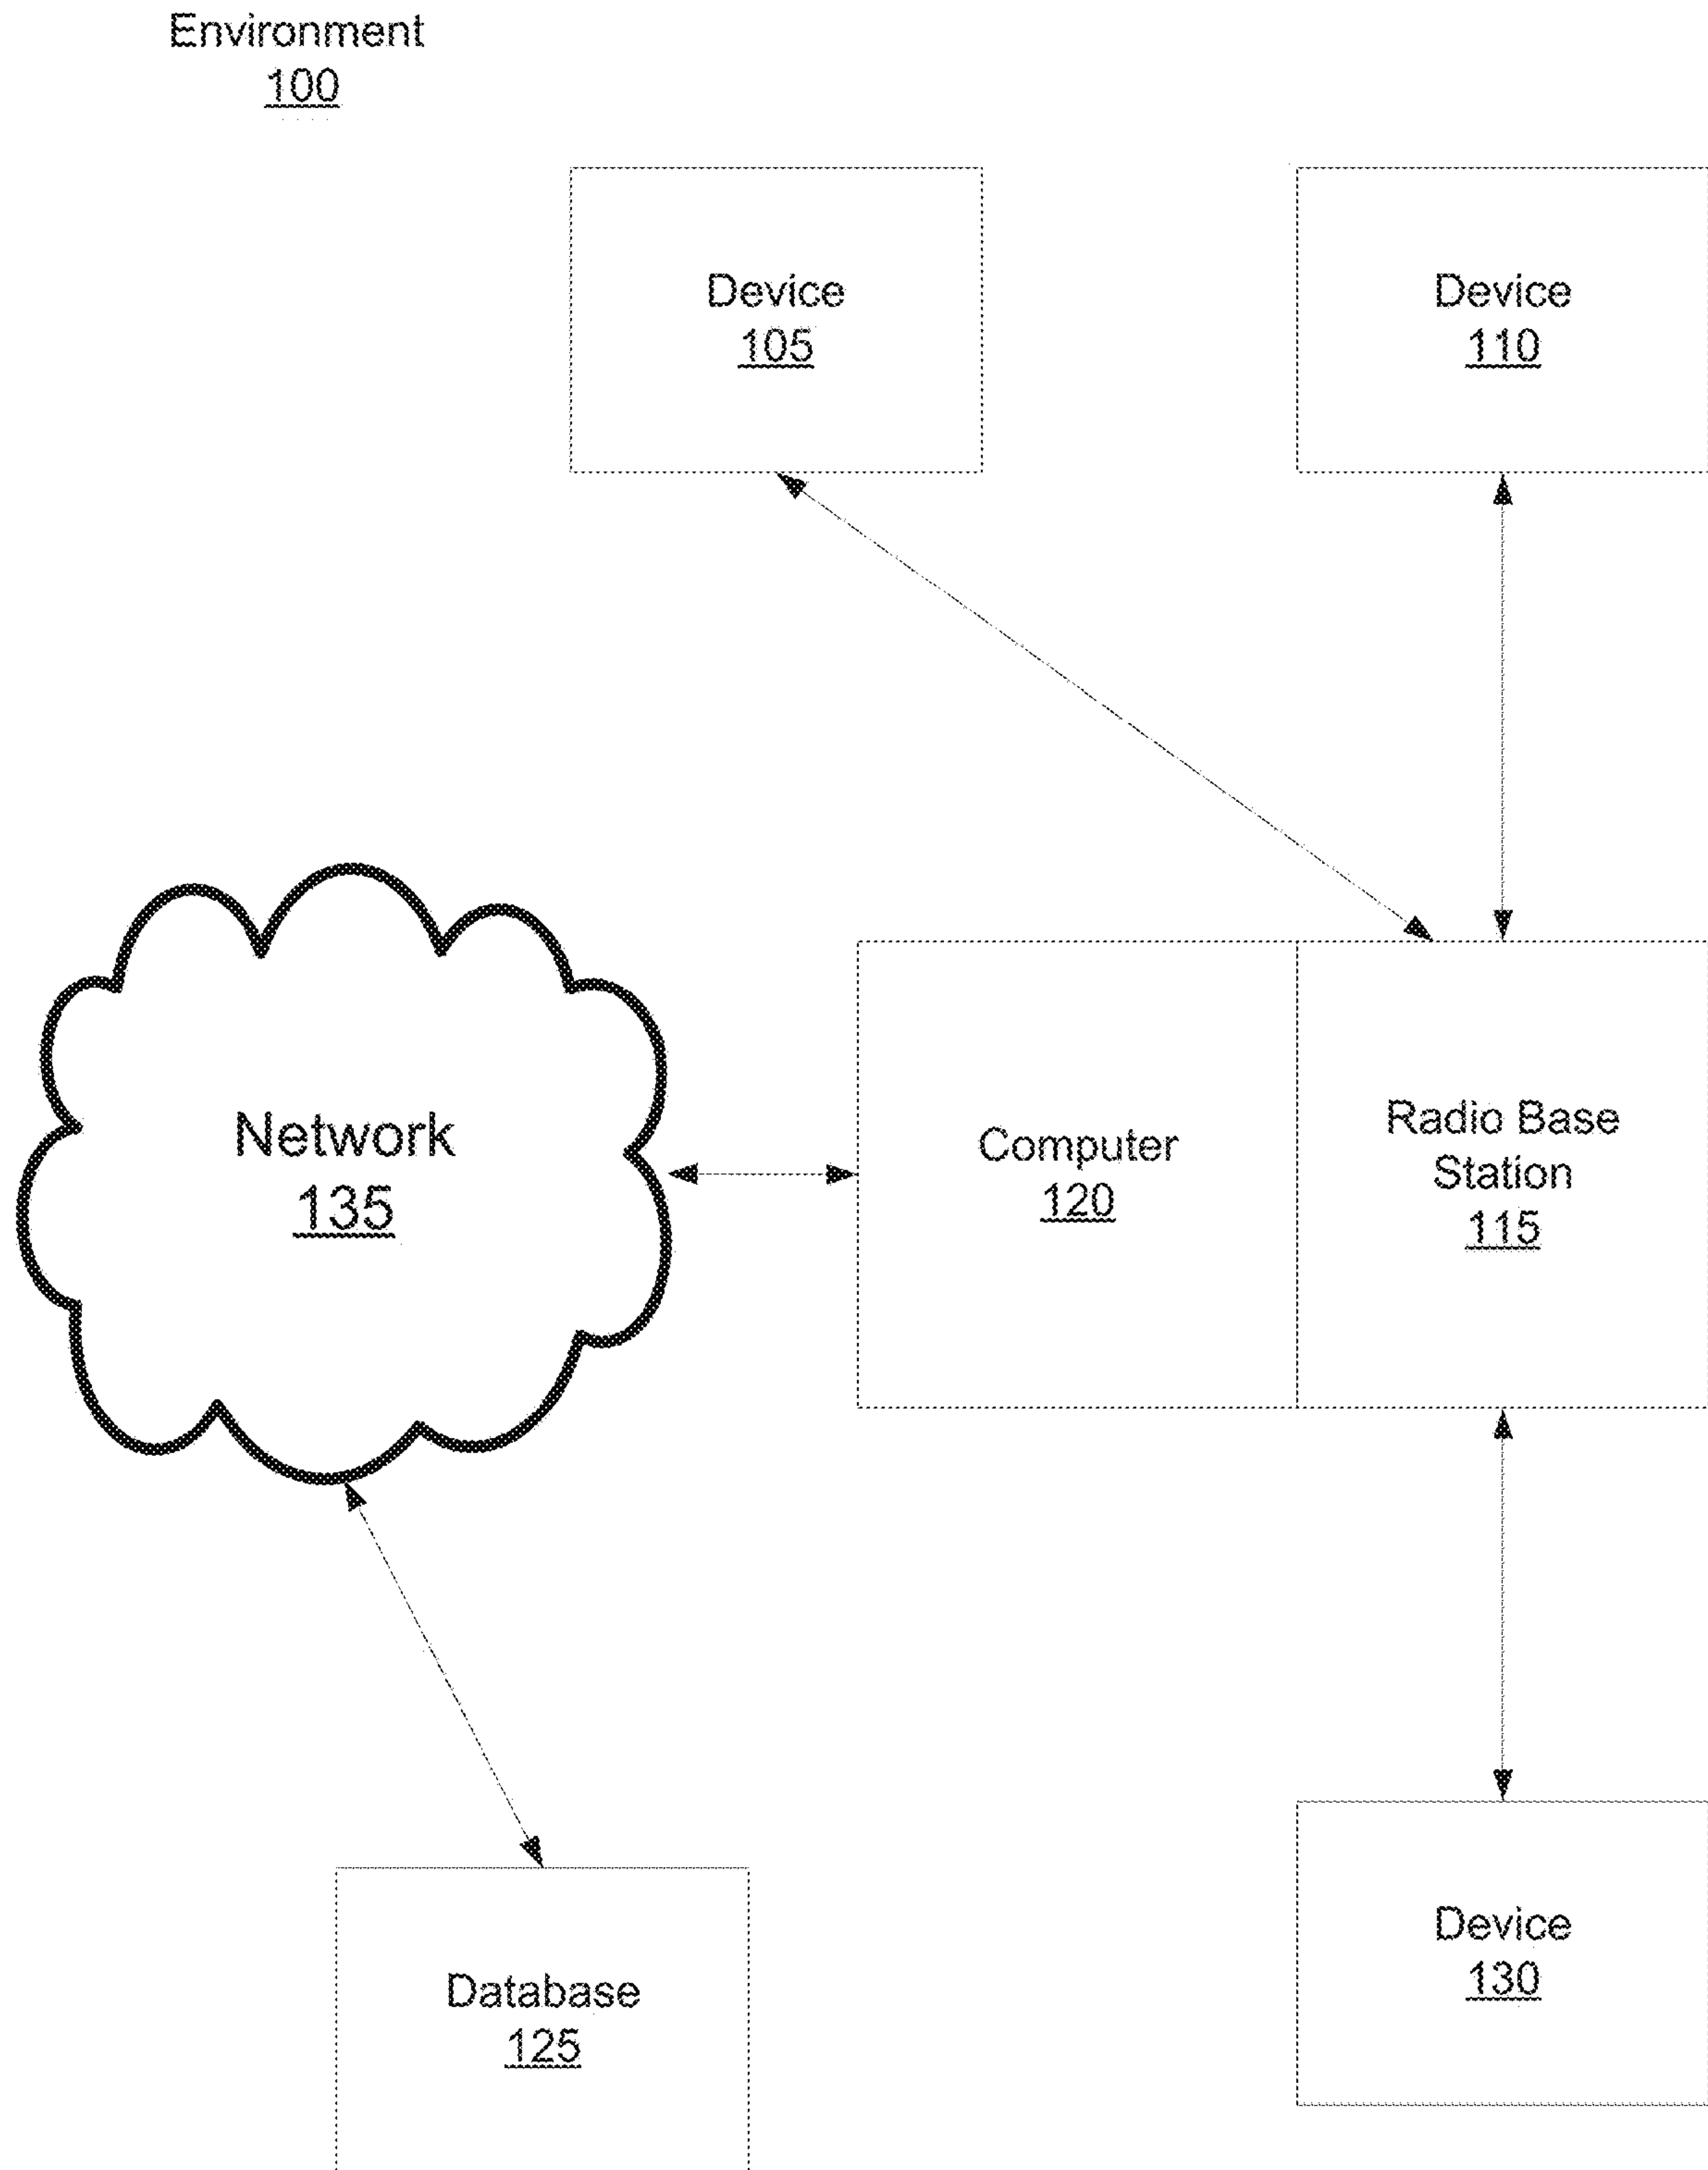 Environment
100
Device
105
Device
110
Network
135
Computer
120
Radio Base
Station
115
Database
125
Device
130